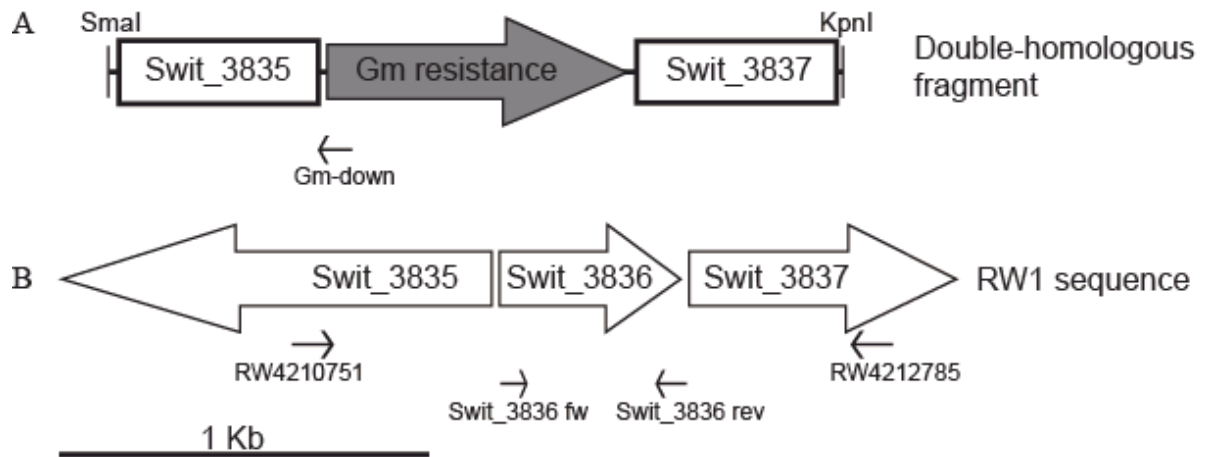 A
SmaI
KpnI
Swit_3835
Gm resistance
Swit_3837
Double-homologous
fragment
Gm-down
B
Swit_3835
Swit_3836
Swit_3837
RW1 sequence
RW4210751
RW4212785
Swit_3836 fw
Swit_3836 rev
1 Kb